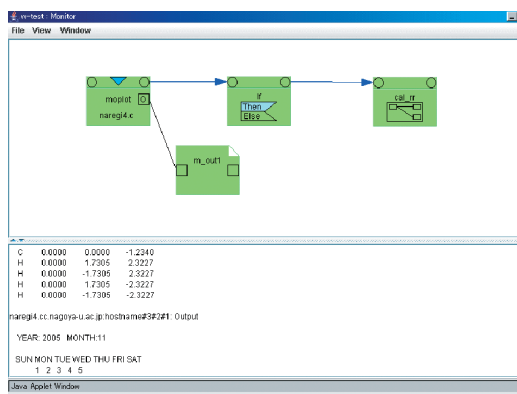 w-test : Monitor
File View Window
moplot
naregi4.c
If
Then
Else
cal_rr
m_out1
C 0.0000 0.0000 -1.2340
H 0.0000 1.7305 2.3227
H 0.0000 -1.7305 2.3227
H 0.0000 1.7305 -2.3227
H 0.0000 -1.7305 -2.3227
naregi4.cc.nagoya-u.ac.jp:hostname#3#2#1: Output
YEAR: 2005 MONTH:11
SUN MON TUE WED THU FRI SAT
1 2 3 4 5
Java Applet Window